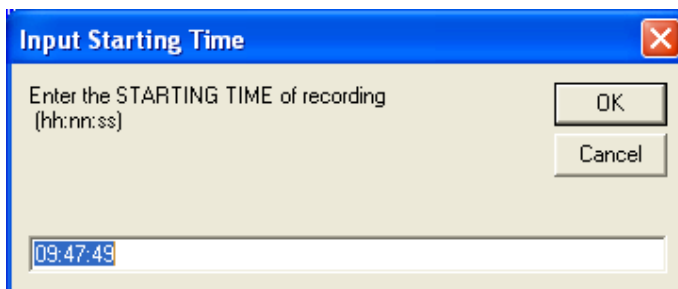 Input Starting Time
Enter the STARTING TIME of recording
(hh:nn:ss)
OK
Cancel
09:47:49